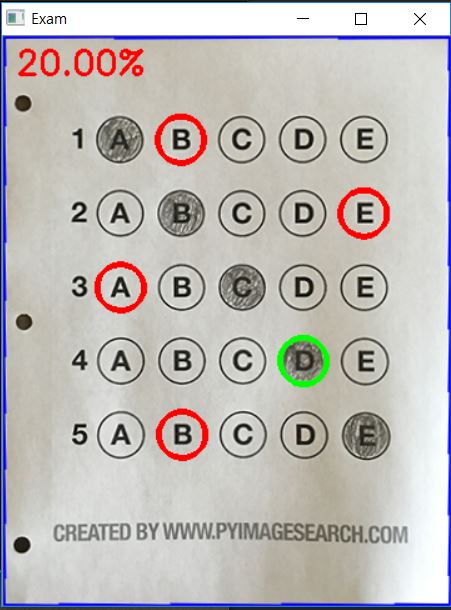 Exam
20.00%
1 A B C D E
2 A B C D E
3 A B C D E
4 A B C D E
5 A B C D E
CREATED BY WWW.PYIMAGESEARCH.COM